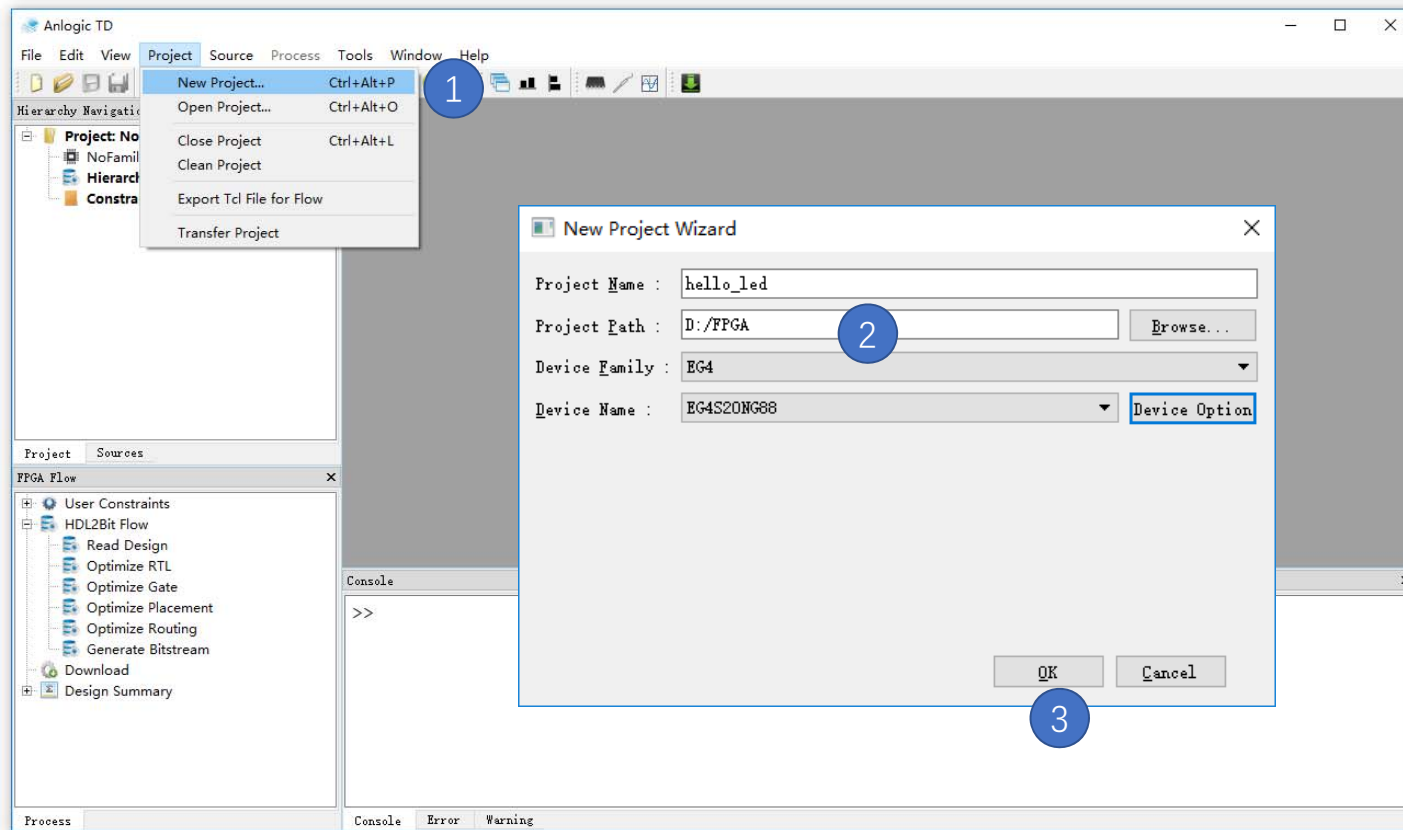 Anlogic TD
File Edit View Project Source Process Tools Window Help
New Project... Ctrl+Alt+P
1
Open Project... Ctrl+Alt+O
Close Project Ctrl+Alt+L
Clean Project
Export Tcl File for Flow
Transfer Project
Hierarchy Navigatio
Project: No
NoFamil
Hierarch
Constra
Project Sources
FPGA Flow
User Constraints
HDL2Bit Flow
Read Design
Optimize RTL
Optimize Gate
Optimize Placement
Optimize Routing
Generate Bitstream
Download
Design Summary
Process
New Project Wizard
Project Name : hello_led
Project Path : D:/FPGA
2
Browse...
Device Family : EG4
Device Name : EG4S20NG88 Device Option
OK Cancel
3
Console
>>
Console Error Warning